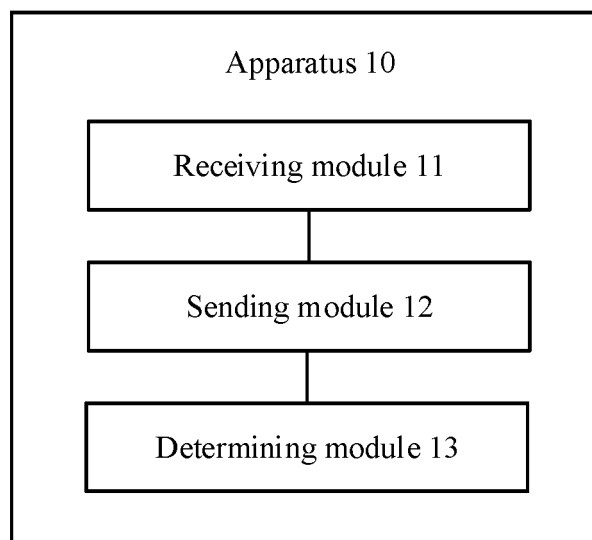 Apparatus 10
Receiving module 11
Sending module 12
Determining module 13